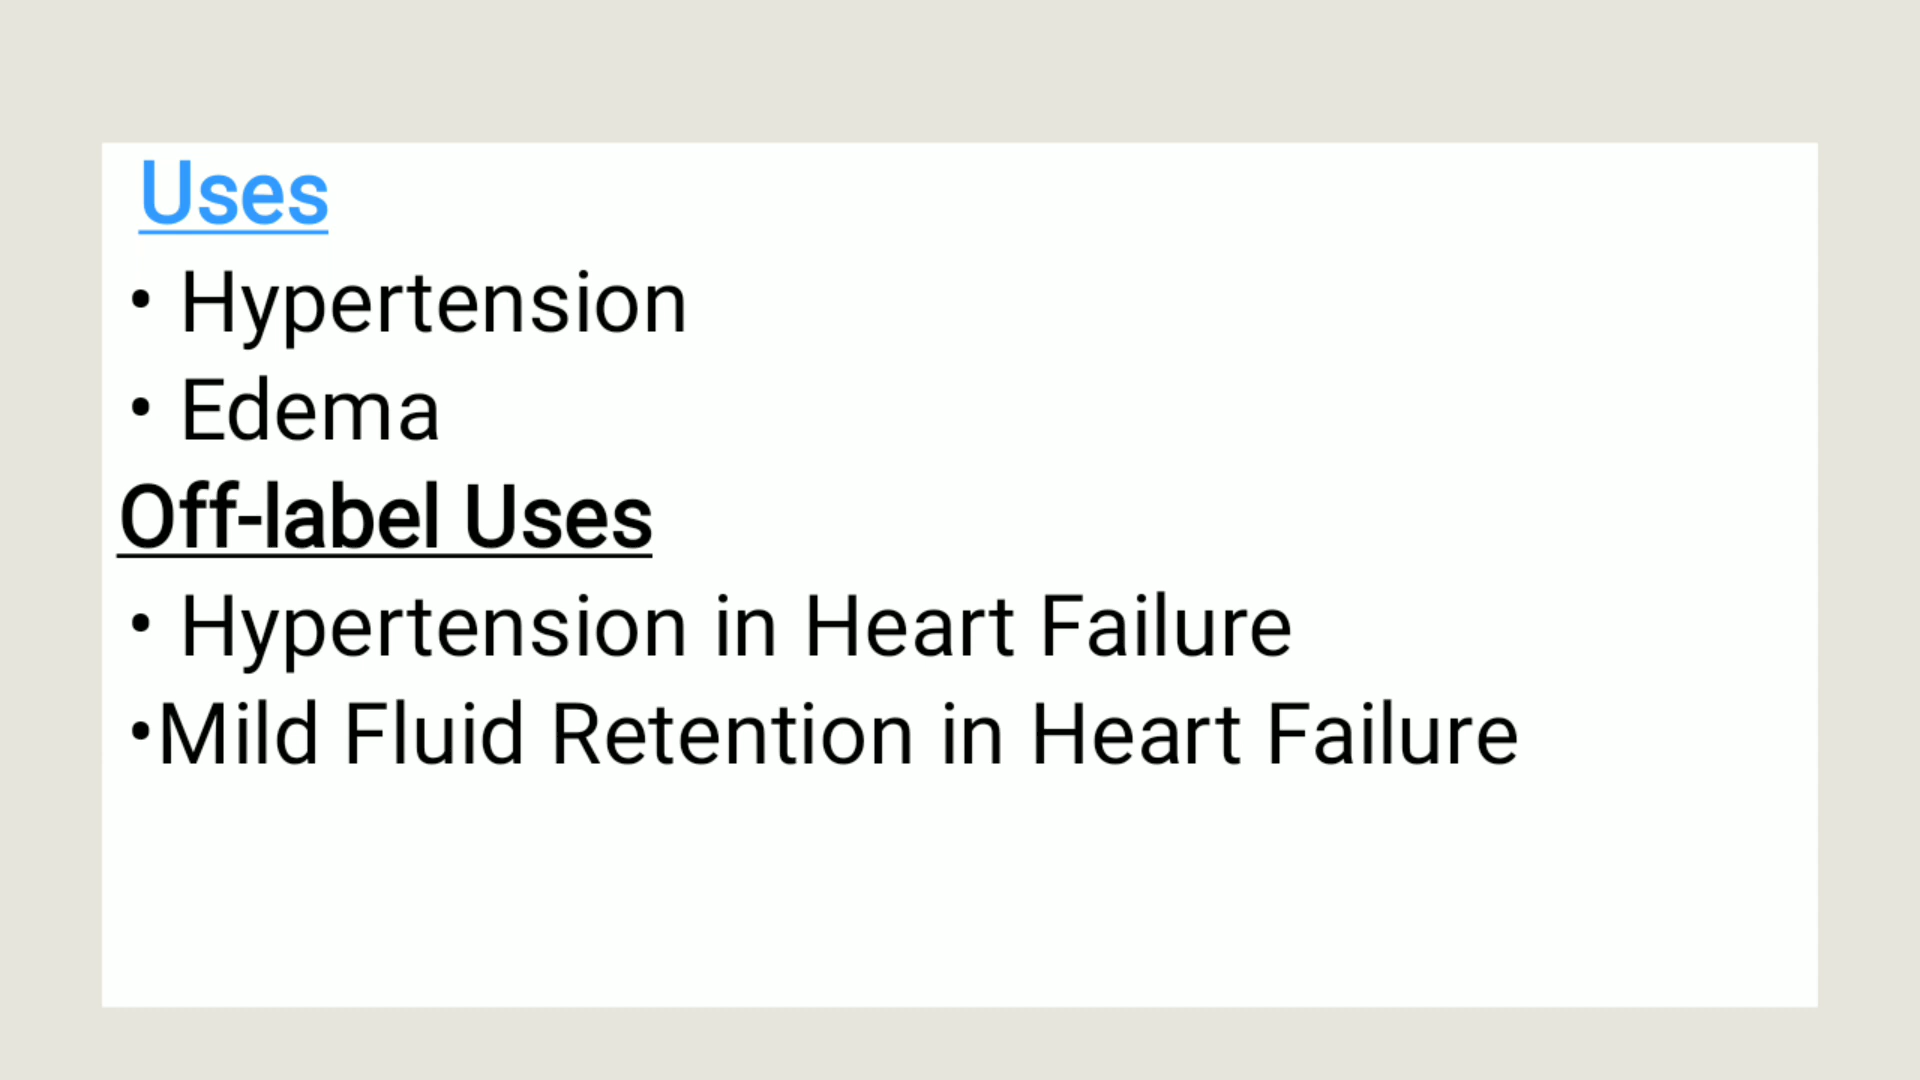 Uses
• Hypertension
• Edema
Off-label Uses
• Hypertension in Heart Failure
•Mild Fluid Retention in Heart Failure